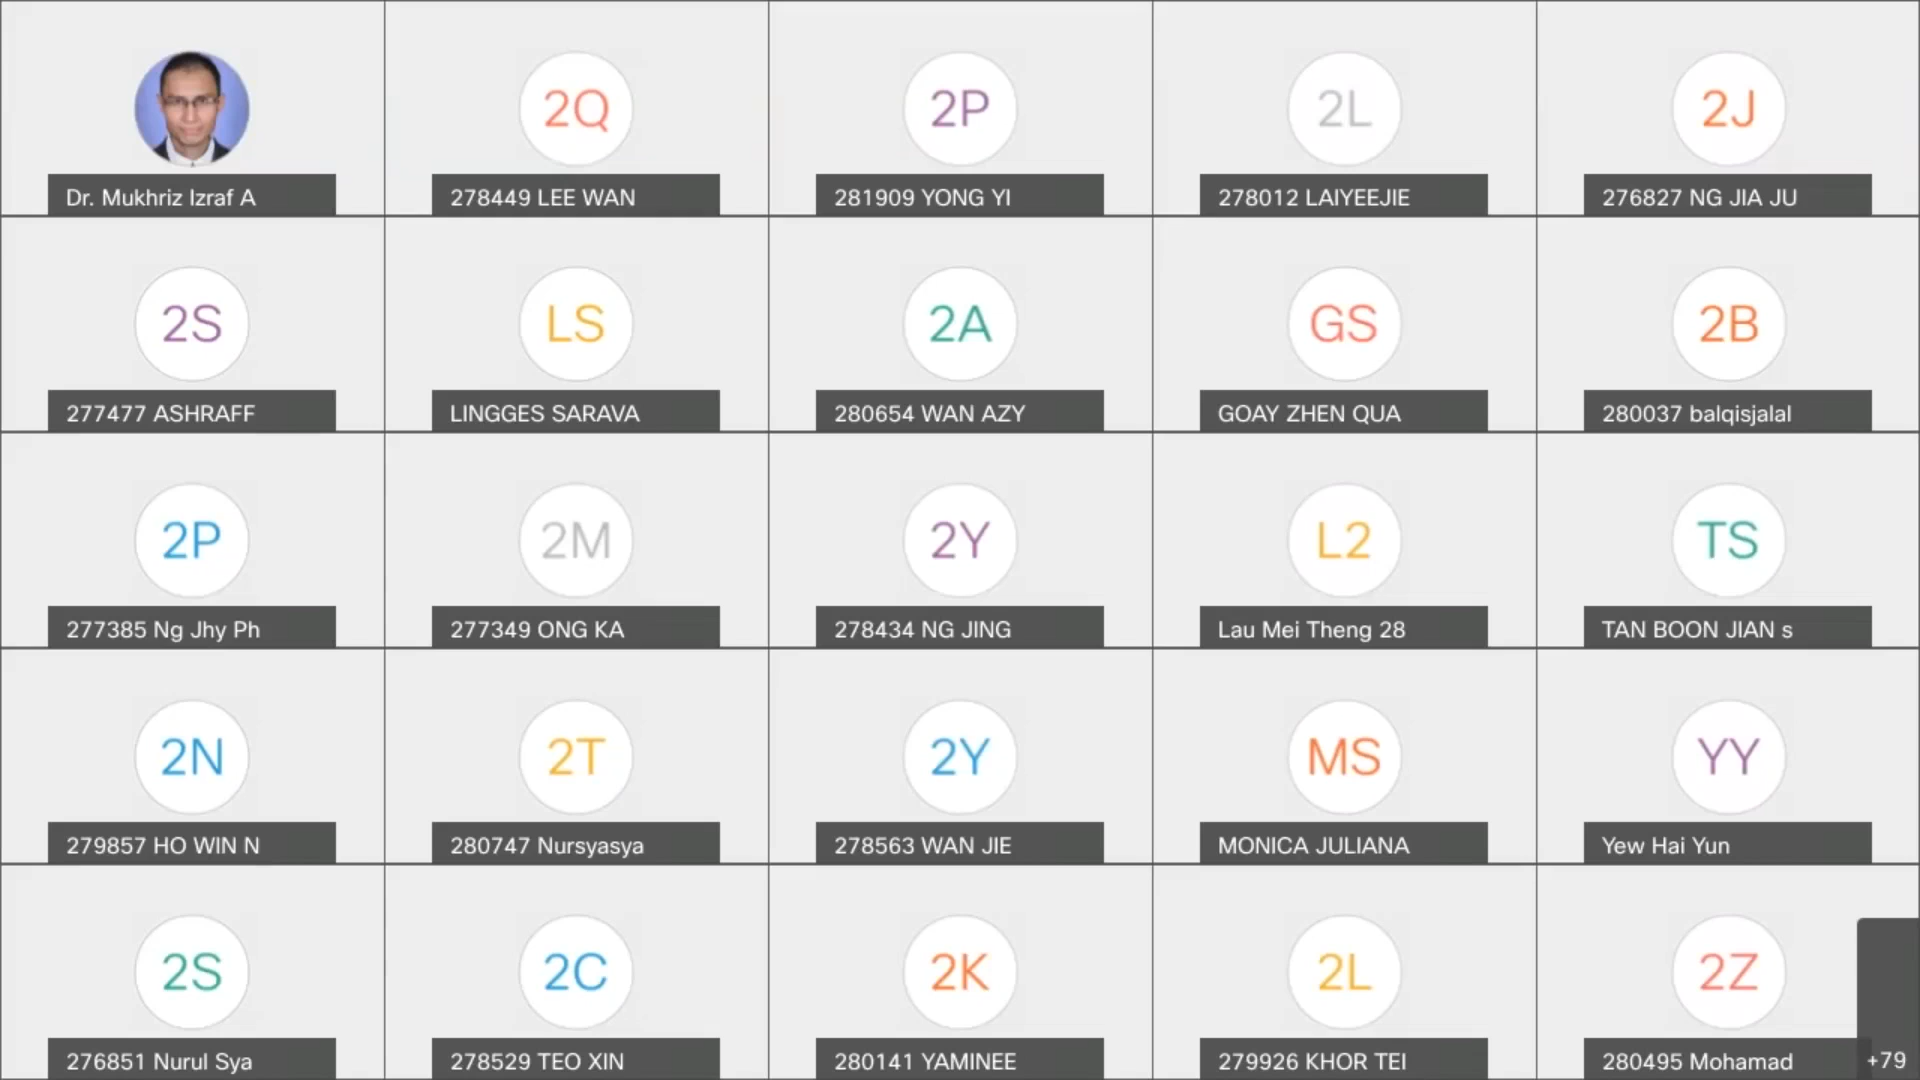 2Q
2P
2L
2J
Dr. Mukhriz Izraf A
278449 LEE WAN
281909 YONG YI
278012 LAIYEEJIE
276827 NG JIA JU
2S
LS
2A
GS
2B
277477 ASHRAFF
LINGGES SARAVA
280654 WAN AZY
GOAY ZHEN QUA
280037 balqisjalal
2P
2M
2Y
L2
TS
277385 Ng Jhy Ph
277349 ONG KA
278434 NG JING
Lau Mei Theng 28
TAN BOON JIAN s
2N
2T
2Y
MS
YY
279857 HO WIN N
280747 Nursyasya
278563 WAN JIE
MONICA JULIANA
Yew Hai Yun
2S
2C
2K
2L
2Z
276851 Nurul Sya
278529 TEO XIN
280141 YAMINEE
279926 KHOR TEI
280495 Mohamad
+79